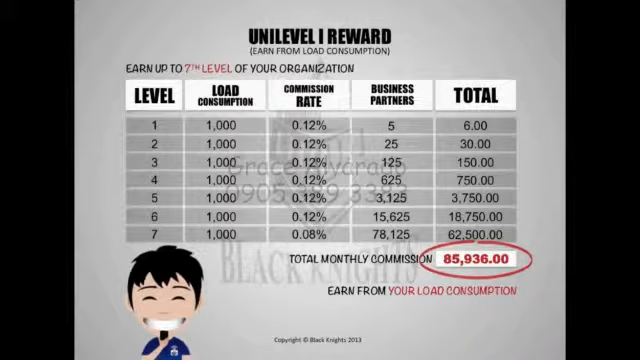 UNILEVEL I REWARD
(EARN FROM LOAD CONSUMPTION)
EARN UP TO 7TH LEVEL OF YOUR ORGANIZATION
LEVEL LOAD CONSUMPTION COMMISSION RATE BUSINESS PARTNERS TOTAL
1 1,000 0.12% 5 6.00
2 1,000 0.12% 25 30.00
3 1,000 0.12% 125 150.00
4 1,000 0.12% 625 750.00
5 1,000 0.12% 3,125 3,750.00
6 1,000 0.12% 15,625 18,750.00
7 1,000 0.08% 78,125 62,500.00
TOTAL MONTHLY COMMISSION 85,936.00
BLACK KNIGHTS
EARN FROM YOUR LOAD CONSUMPTION
Copyright © Black Knights 2013